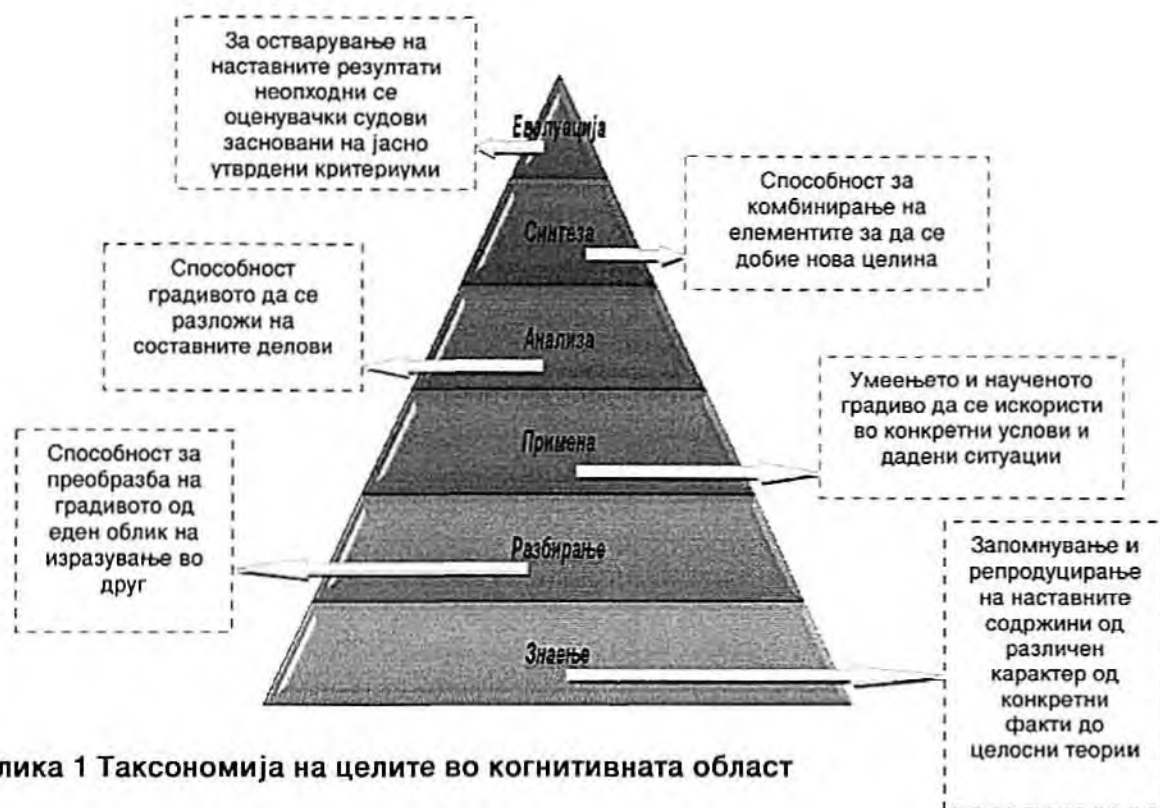 За остварување на
наставните резултати
неопходни се
оценувачки судови
засновани на јасно
утврдени критериуми
Евалуација
Способност за
комбинирање на
елементите за да се
добие нова целина
Синтеза
Способност
градивото да се
разложи на
составните делови
Анализа
Умеењето и наученото
градиво да се искористи
во конкретни услови и
дадени ситуации
Примена
Способност за
преобразба на
градивото од
еден облик на
изразување во
друг
Разбирање
Запомнување и
репродуцирање
на наставните
содржини од
различен
карактер од
конкретни
факти до
целосни теории
Знаење
лика 1 Таксономија на целите во когнитивната област